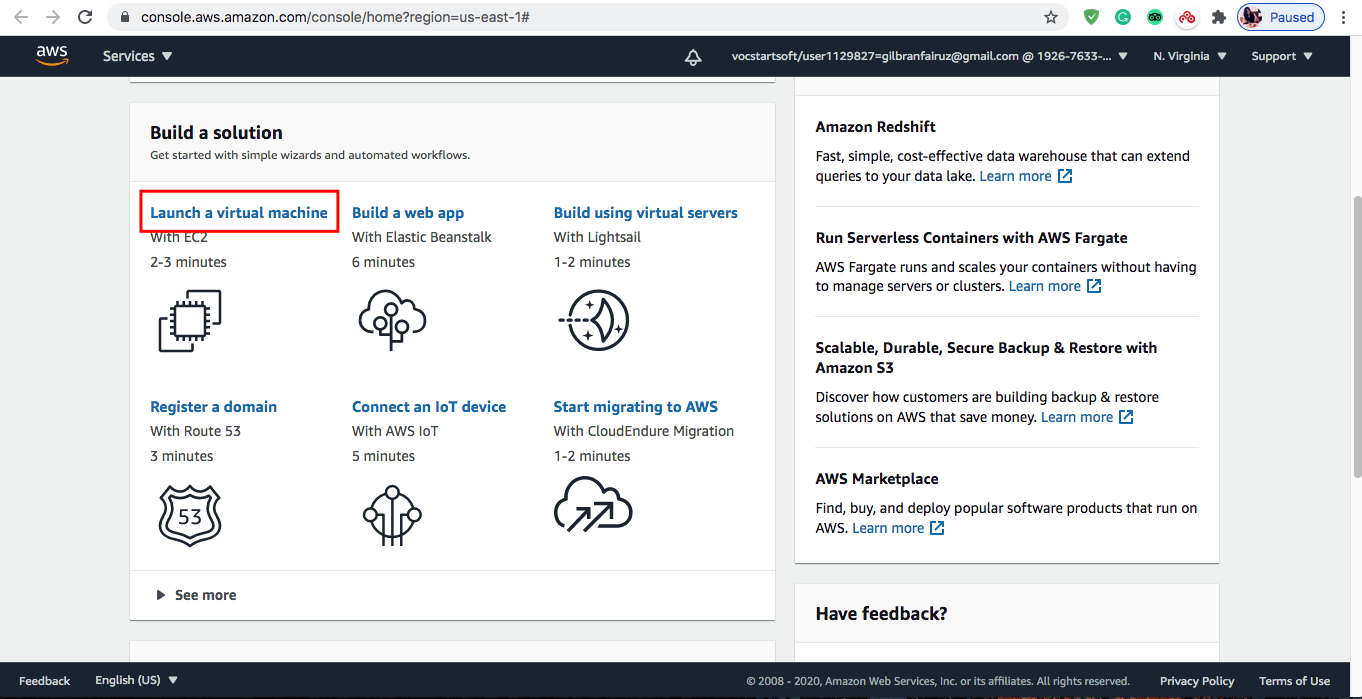 console.aws.amazon.com/console/home?region=us-east-1#
Paused
aws
Services
vocstartsoft/user1129827=gilbranfairuz@gmail.com @ 1926-7633-...
N. Virginia
Support
Build a solution
Get started with simple wizards and automated workflows.
Launch a virtual machine
With EC2
2-3 minutes
Build a web app
With Elastic Beanstalk
6 minutes
Build using virtual servers
With Lightsail
1-2 minutes
Register a domain
With Route 53
3 minutes
53
Connect an IoT device
With AWS IoT
5 minutes
Start migrating to AWS
With CloudEndure Migration
1-2 minutes
See more
Amazon Redshift
Fast, simple, cost-effective data warehouse that can extend
queries to your data lake. Learn more
Run Serverless Containers with AWS Fargate
AWS Fargate runs and scales your containers without having
to manage servers or clusters. Learn more
Scalable, Durable, Secure Backup & Restore with
Amazon S3
Discover how customers are building backup & restore
solutions on AWS that save money. Learn more
AWS Marketplace
Find, buy, and deploy popular software products that run on
AWS. Learn more
Have feedback?
Feedback
English (US)
© 2008 - 2020, Amazon Web Services, Inc. or its affiliates. All rights reserved.
Privacy Policy
Terms of Use